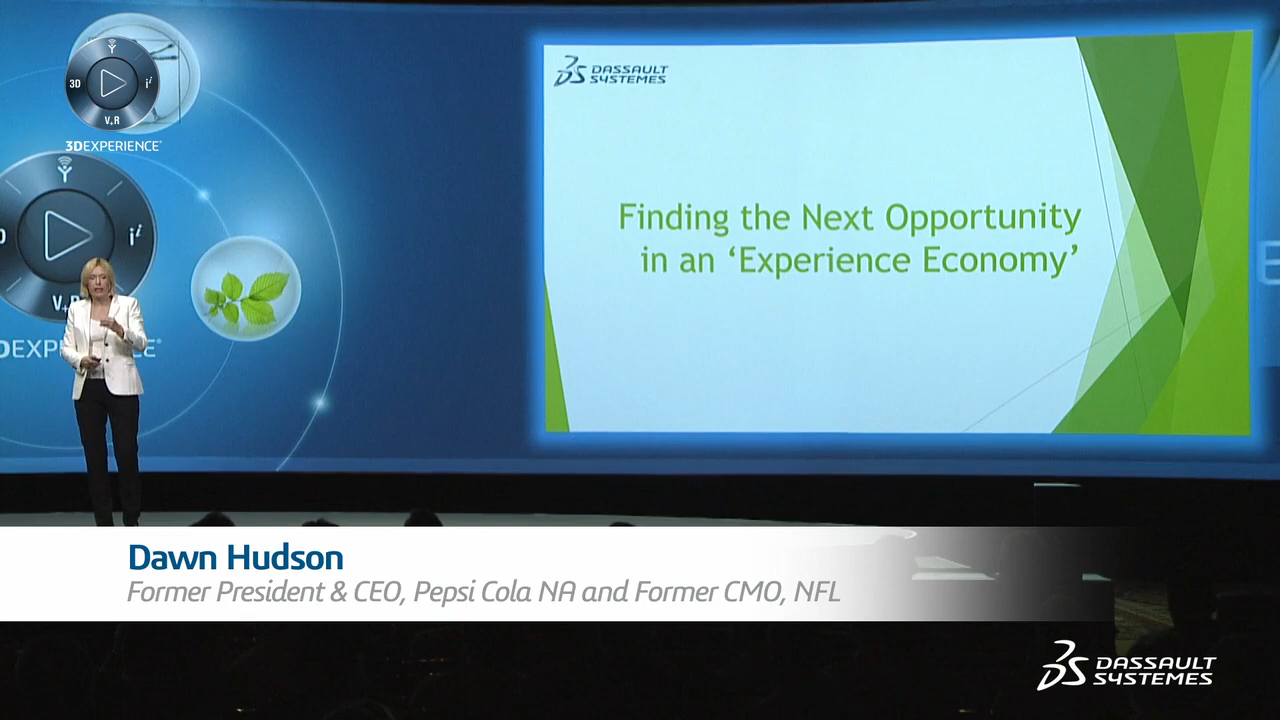 3D
i
V+R
3DEXPERIENCE
DASSAULT
SYSTEMES
Finding the Next Opportunity
in an ‘Experience Economy’
i
Dawn Hudson
Former President & CEO, Pepsi Cola NA and Former CMO, NFL
DASSAULT
SYSTEMES